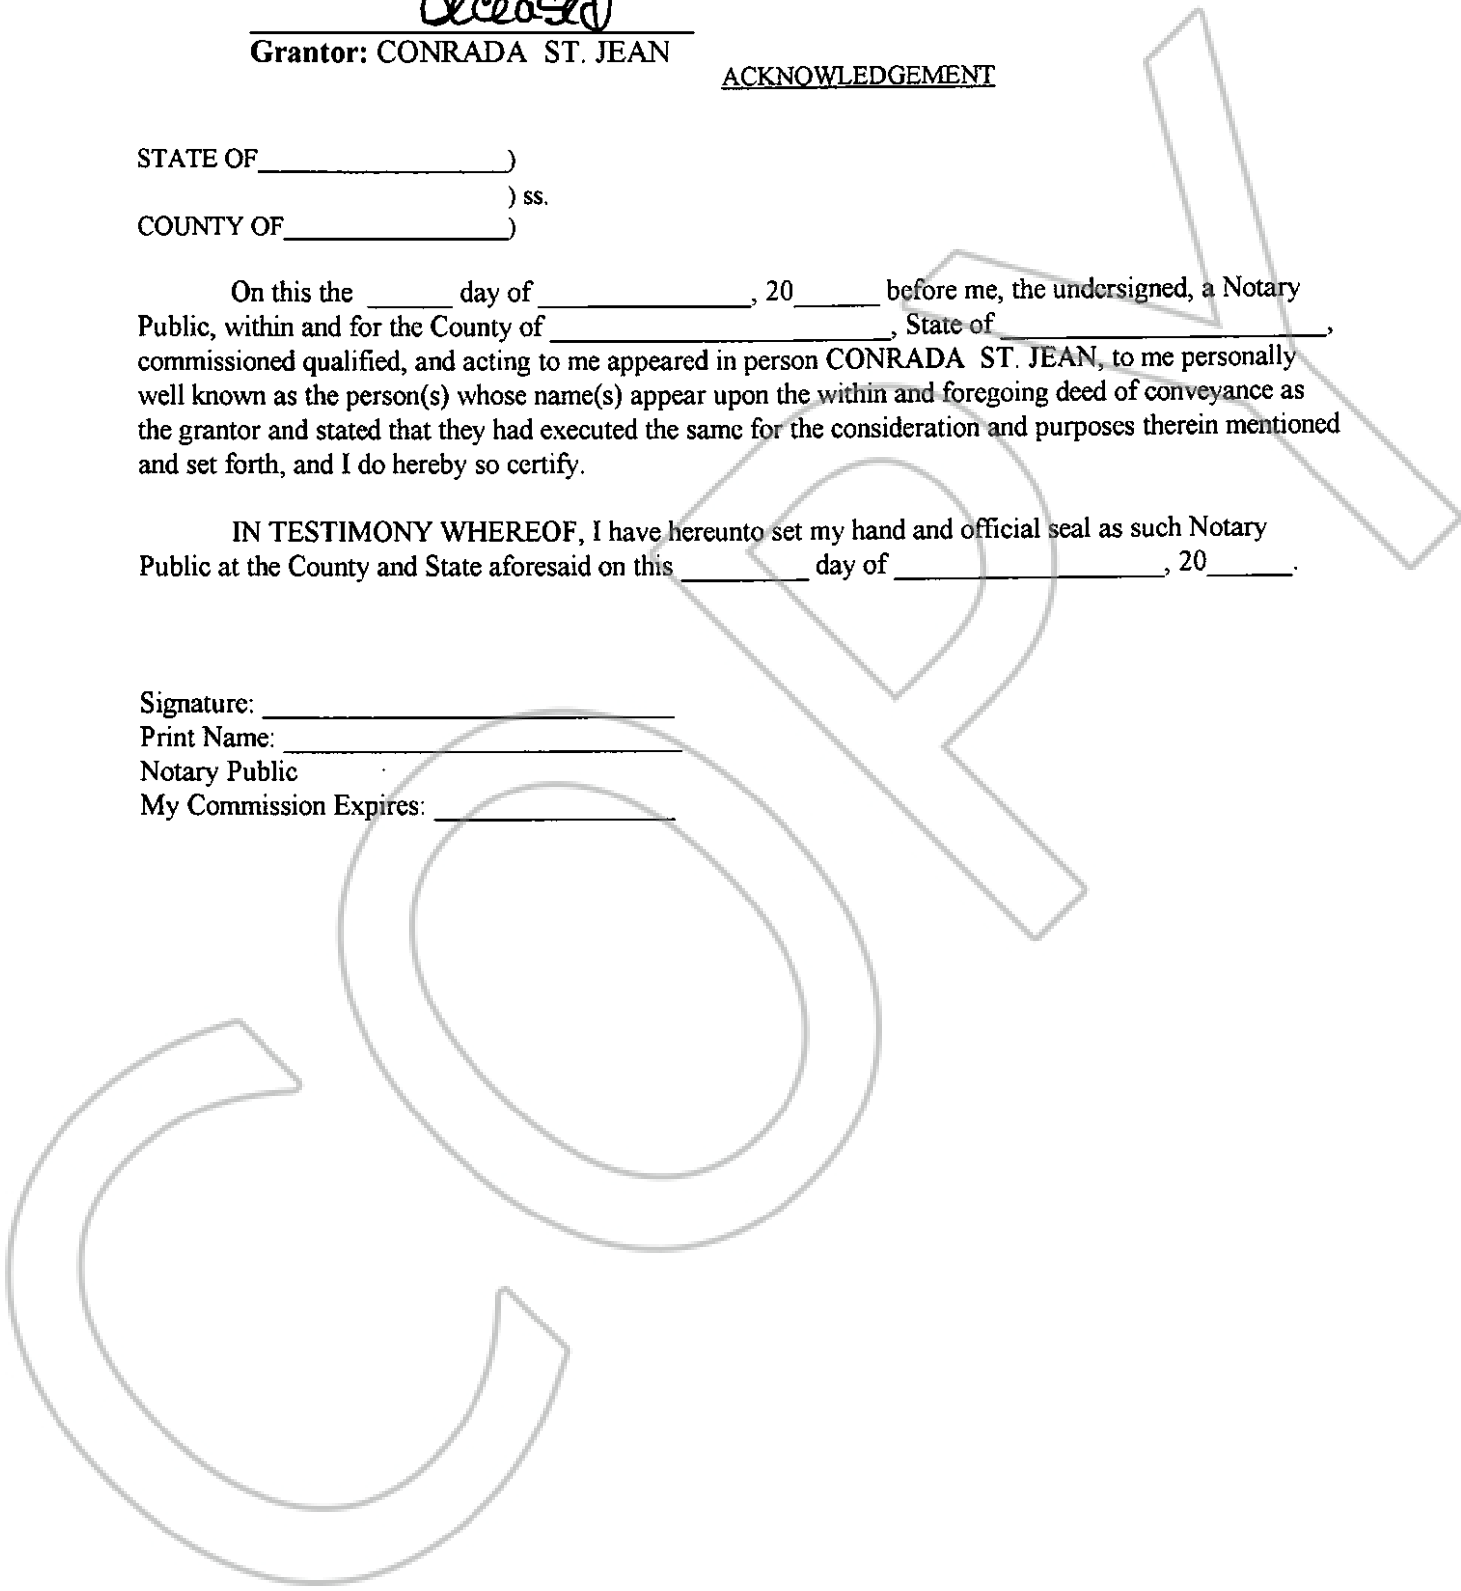 Deceased
Grantor: CONRADA ST. JEAN
ACKNOWLEDGEMENT
STATE OF____________________)
) ss.
COUNTY OF__________________)
On this the ______ day of ________________, 20______ before me, the undersigned, a Notary
Public, within and for the County of __________________________, State of _________________________,
commissioned qualified, and acting to me appeared in person CONRADA ST. JEAN, to me personally
well known as the person(s) whose name(s) appear upon the within and foregoing deed of conveyance as
the grantor and stated that they had executed the same for the consideration and purposes therein mentioned
and set forth, and I do hereby so certify.
IN TESTIMONY WHEREOF, I have hereunto set my hand and official seal as such Notary
Public at the County and State aforesaid on this _________ day of ____________________, 20______.
Signature: ______________________________
Print Name: _____________________________
Notary Public
My Commission Expires: __________________
COPY